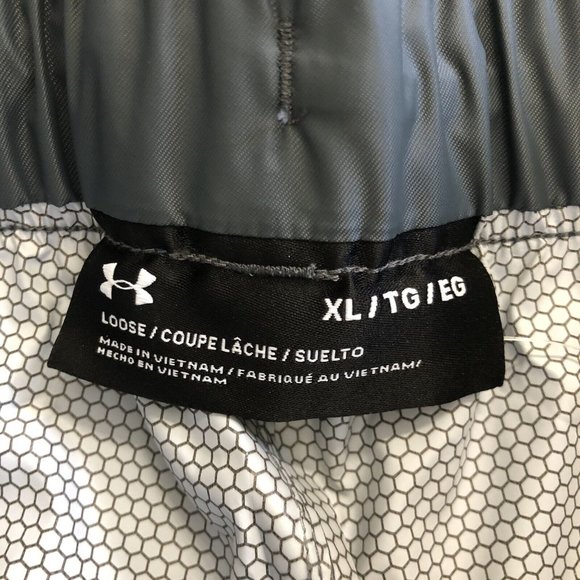 XL / TG / EG
LOOSE / COUPE LÂCHE / SUELTO
MADE IN VIETNAM / FABRIQUÉ AU VIETNAM/
HECHO EN VIETNAM